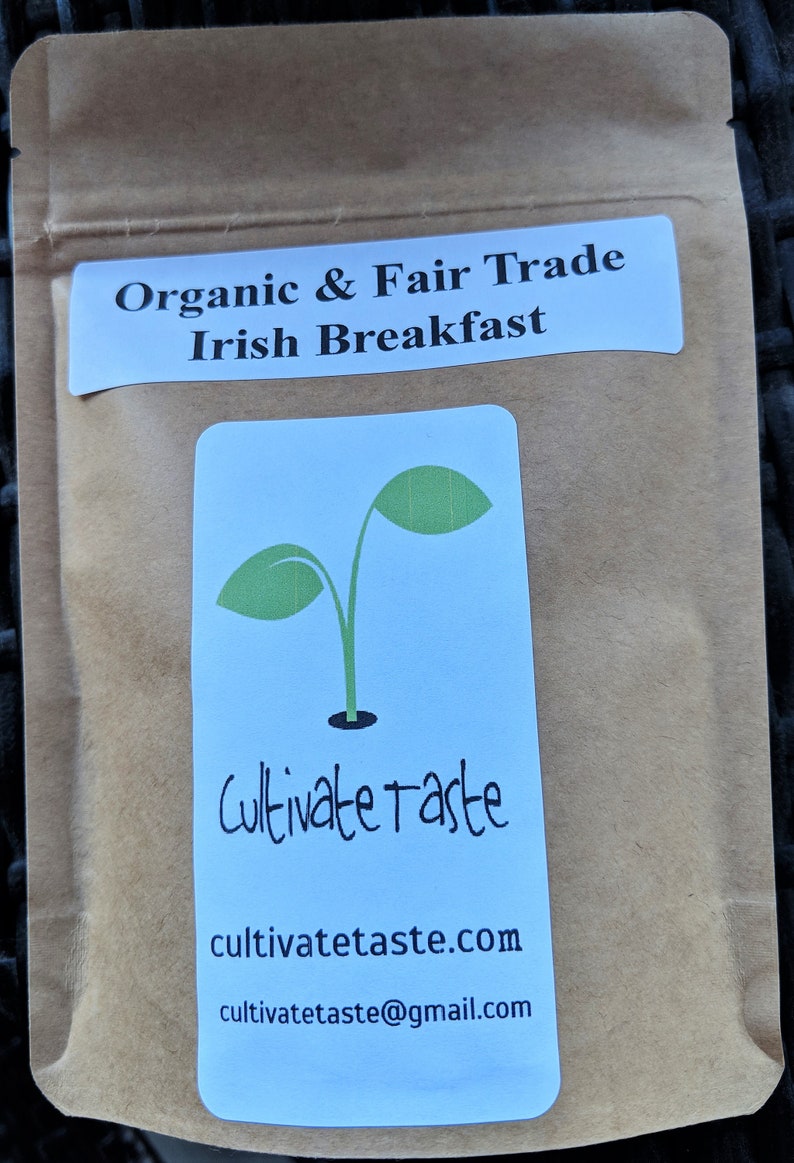 Organic & Fair Trade
Irish Breakfast
Cultivate Taste
cultivatetaste.com
cultivatetaste@gmail.com